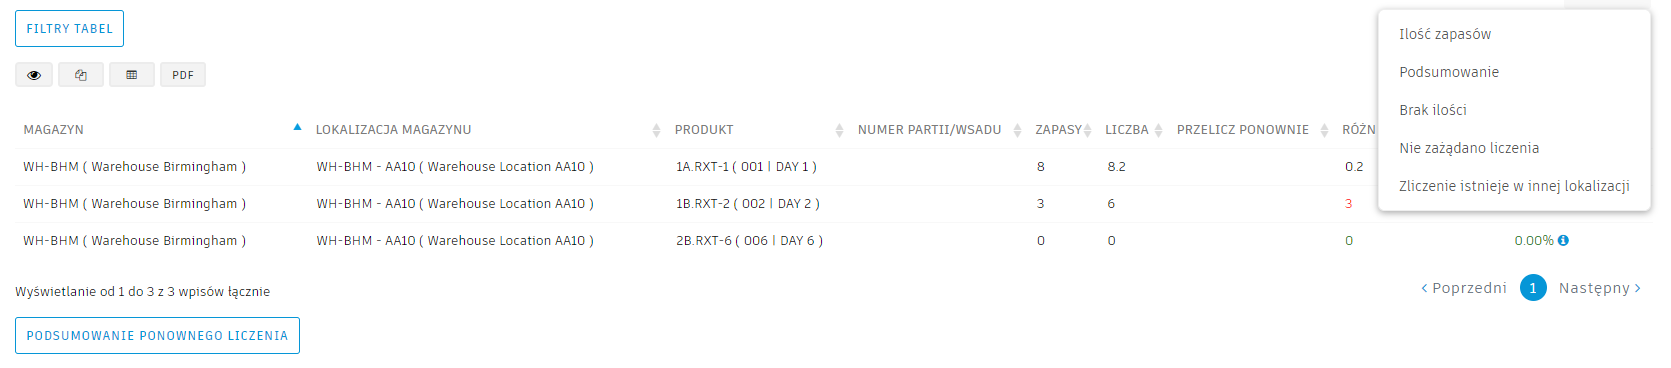 FILTRY TABEL
PDF
Ilość zapasów
Podsumowanie
Brak ilości
Nie zażądano liczenia
Zliczenie istnieje w innej lokalizacji
MAGAZYN LOKALIZACJA MAGAZYNU PRODUKT NUMER PARTII/WSADU ZAPASY LICZBA PRZELICZ PONOWNIE RÓŻN
WH-BHM ( Warehouse Birmingham ) WH-BHM - AA10 ( Warehouse Location AA10 ) 1A.RXT-1 ( 001 | DAY 1 ) 8 8.2 0.2
WH-BHM ( Warehouse Birmingham ) WH-BHM - AA10 ( Warehouse Location AA10 ) 1B.RXT-2 ( 002 | DAY 2 ) 3 6 3
WH-BHM ( Warehouse Birmingham ) WH-BHM - AA10 ( Warehouse Location AA10 ) 2B.RXT-6 ( 006 | DAY 6 ) 0 0 0 0.00%
Wyświetlanie od 1 do 3 z 3 wpisów łącznie
Poprzedni 1 Następny
PODSUMOWANIE PONOWNEGO LICZENIA